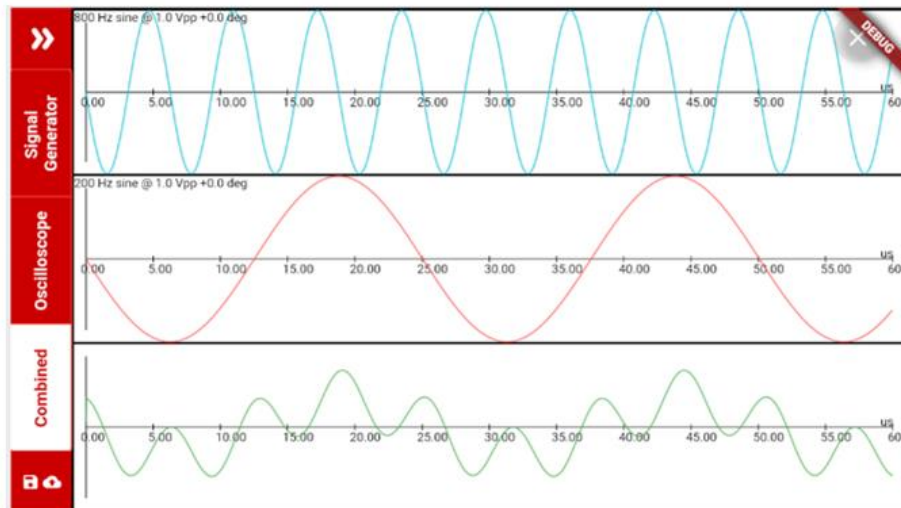 800 Hz sine @ 1.0 Vpp +0.0 deg
DEBUG
us
0.00 5.00 10.00 15.00 20.00 25.00 30.00 35.00 40.00 45.00 50.00 55.00 60
Signal
Generator
200 Hz sine @ 1.0 Vpp +0.0 deg
us
0.00 5.00 10.00 15.00 20.00 25.00 30.00 35.00 40.00 45.00 50.00 55.00 60
Oscilloscope
Combined
us
0.00 5.00 10.00 15.00 20.00 25.00 30.00 35.00 40.00 45.00 50.00 55.00 60